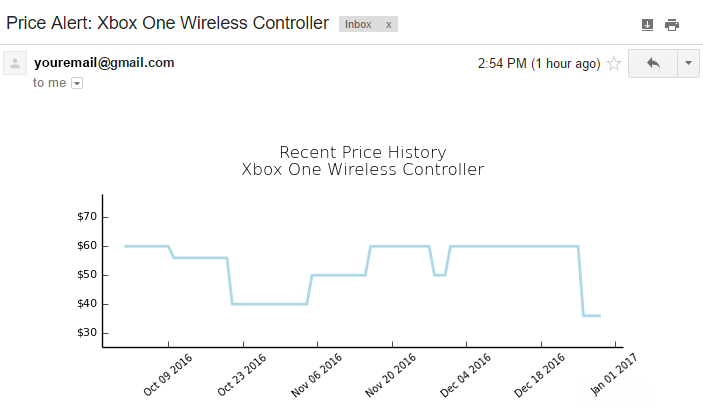 Price Alert: Xbox One Wireless Controller Inbox x
youremail@gmail.com 2:54 PM (1 hour ago)
to me
Recent Price History
Xbox One Wireless Controller
$70
$60
$50
$40
$30
Oct 09 2016
Oct 23 2016
Nov 06 2016
Nov 20 2016
Dec 04 2016
Dec 18 2016
Jan 01 2017